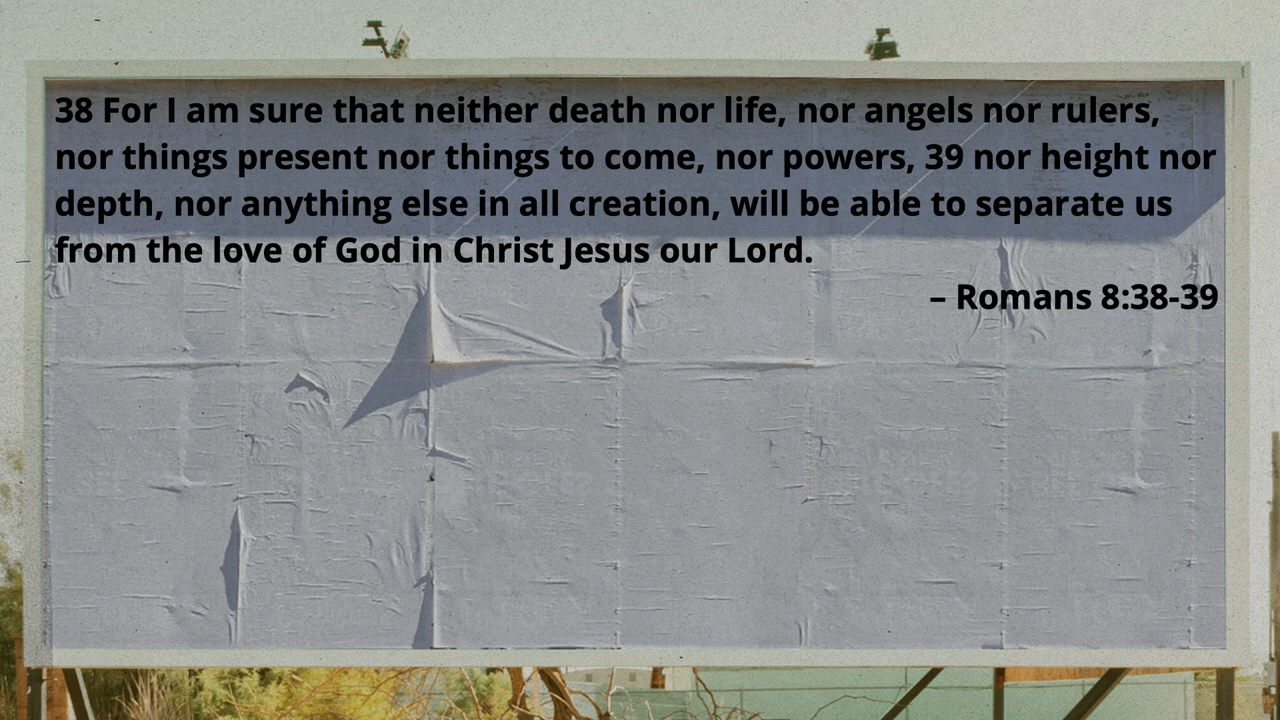 38 For I am sure that neither death nor life, nor angels nor rulers,
nor things present nor things to come, nor powers, 39 nor height nor
depth, nor anything else in all creation, will be able to separate us
from the love of God in Christ Jesus our Lord.
– Romans 8:38-39